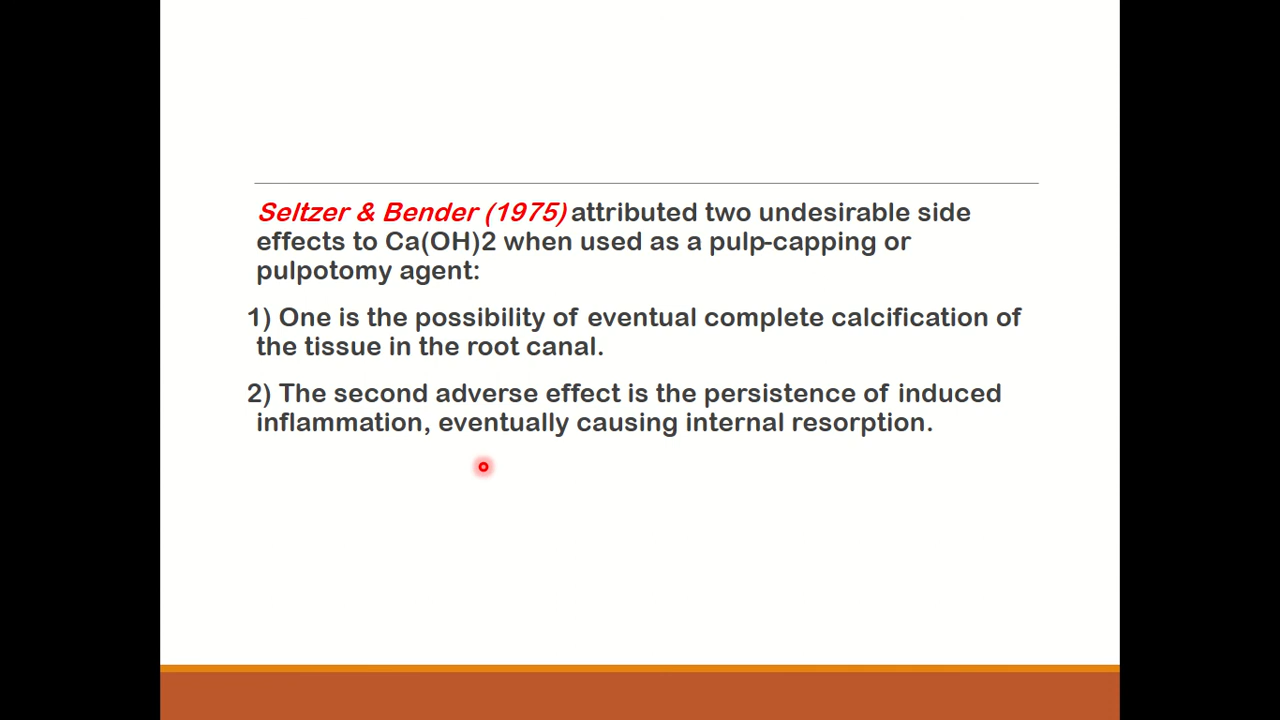 Seltzer & Bender (1975) attributed two undesirable side
effects to Ca(OH)2 when used as a pulp-capping or
pulpotomy agent:
1) One is the possibility of eventual complete calcification of
the tissue in the root canal.
2) The second adverse effect is the persistence of induced
inflammation, eventually causing internal resorption.